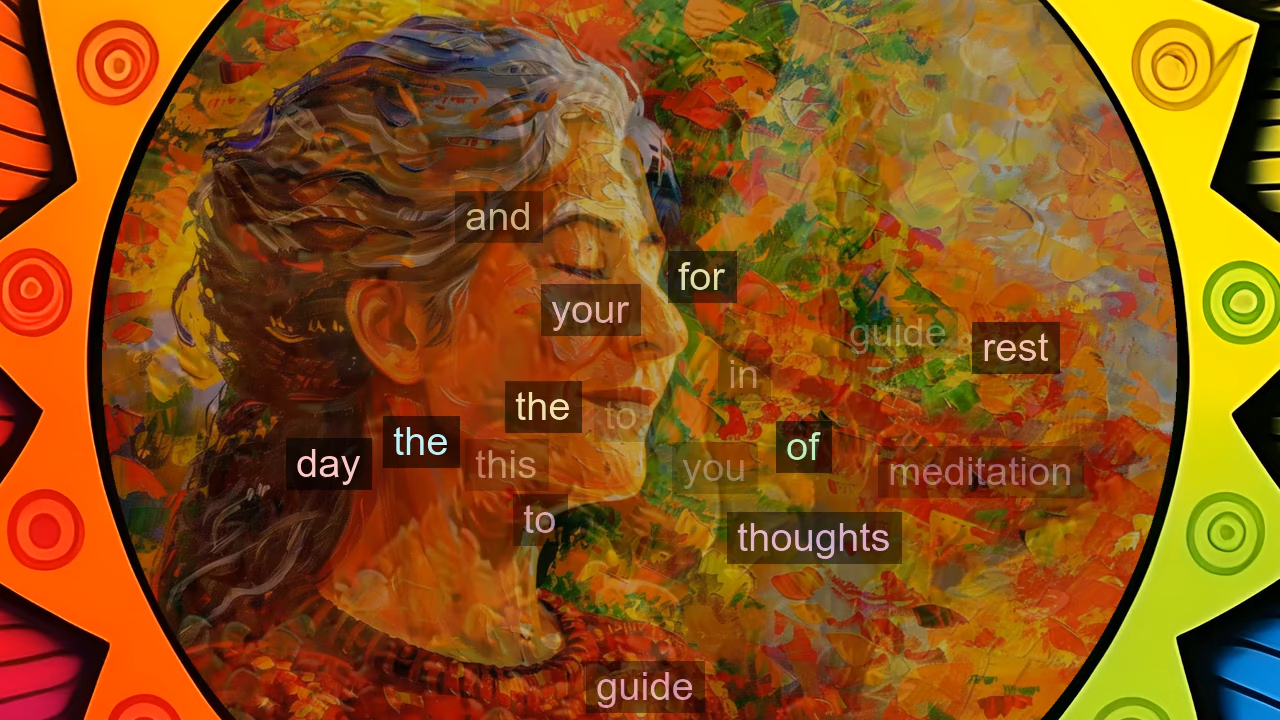 and
for
your
guide
rest
in
the
to
the
day
this
of
you
meditation
to
thoughts
guide